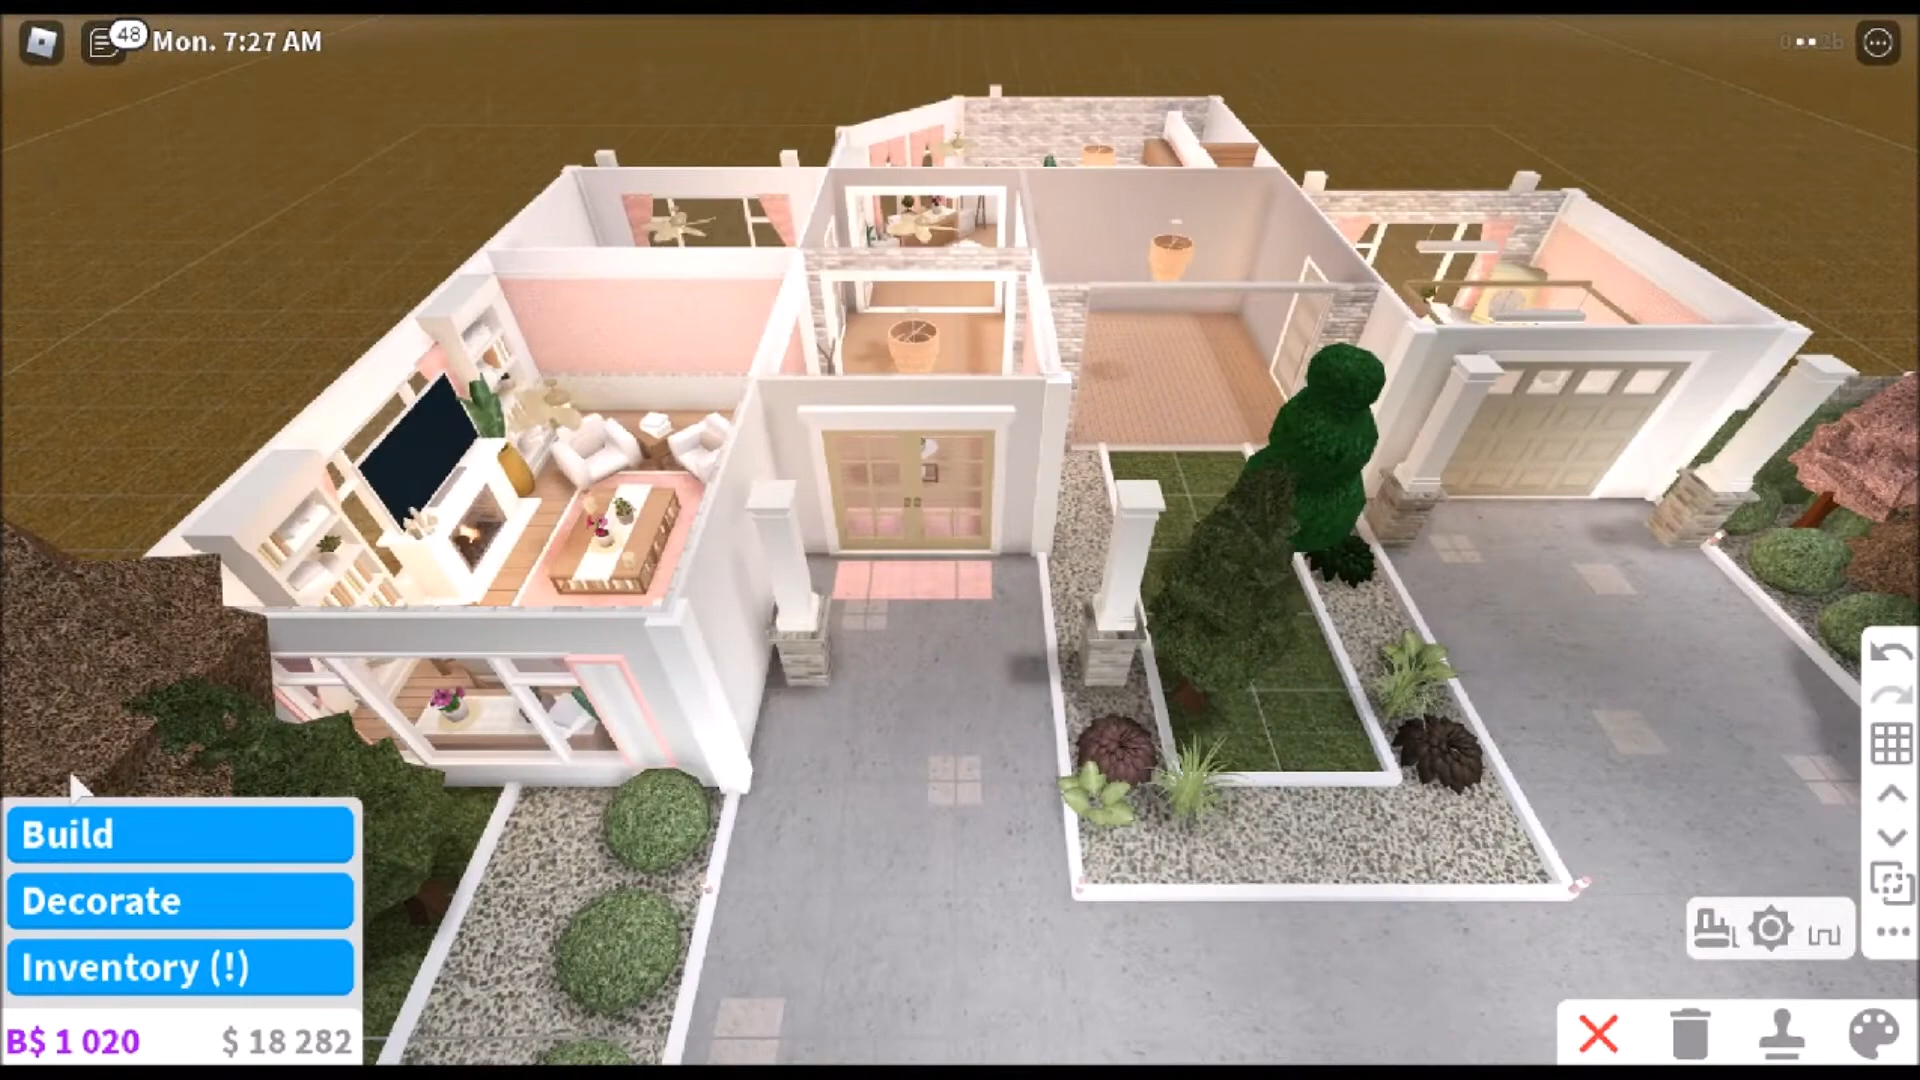 48
Mon. 7:27 AM
Build
Decorate
Inventory (!)
B$ 1 020
$ 18 282